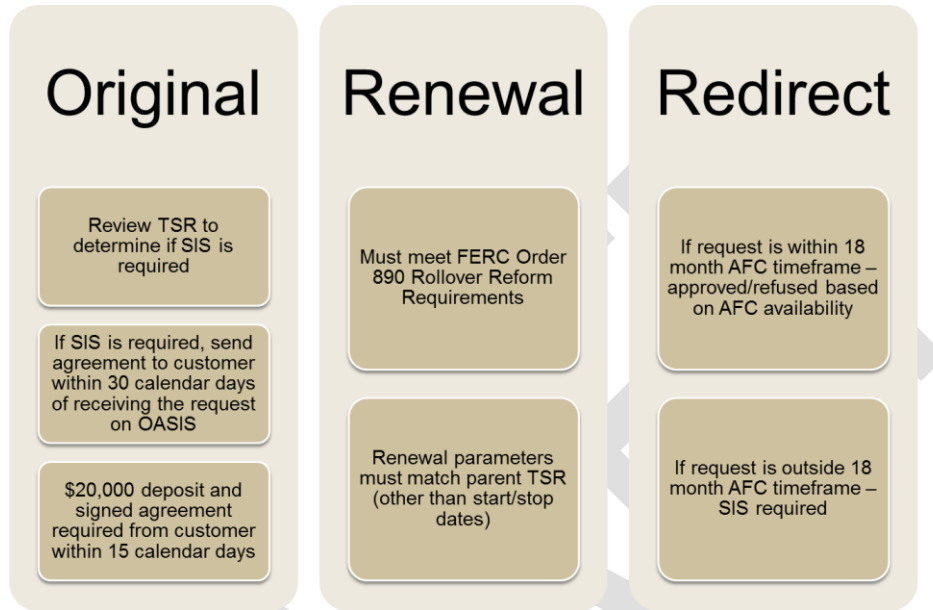 Original
Review TSR to
determine if SIS is
required
If SIS is required, send
agreement to customer
within 30 calendar days
of receiving the request
on OASIS
$20,000 deposit and
signed agreement
required from customer
within 15 calendar days
Renewal
Must meet FERC Order
890 Rollover Reform
Requirements
Renewal parameters
must match parent TSR
(other than start/stop
dates)
Redirect
If request is within 18
month AFC timeframe –
approved/refused based
on AFC availability
If request is outside 18
month AFC timeframe –
SIS required